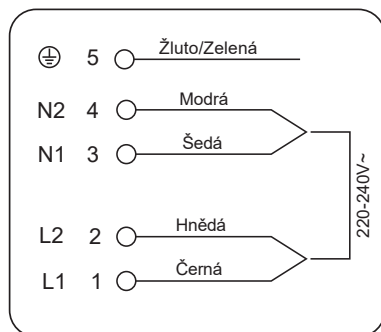 5 Žluto/Zelená
N2 4 Modrá
N1 3 Šedá
L2 2 Hnědá
L1 1 Černá
220-240V~